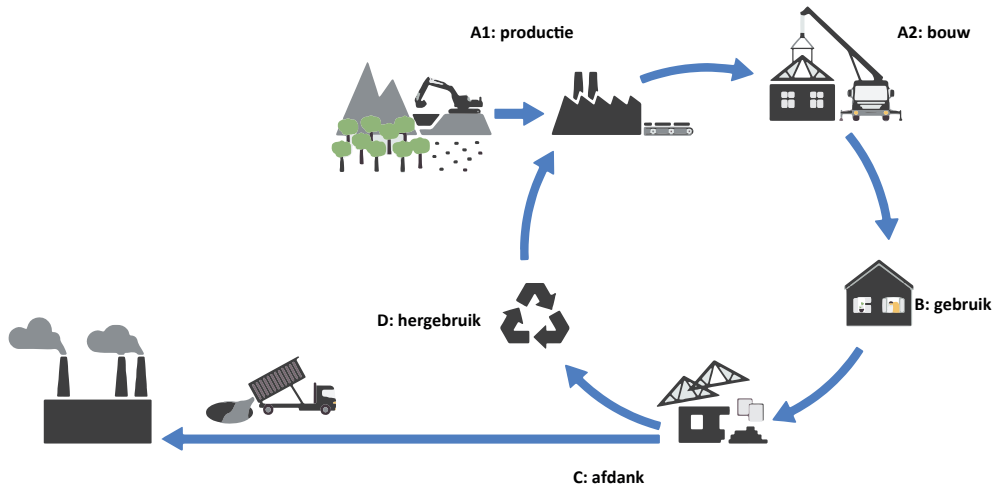 A1: productie
A2: bouw
B: gebruik
D: hergebruik
C: afdank